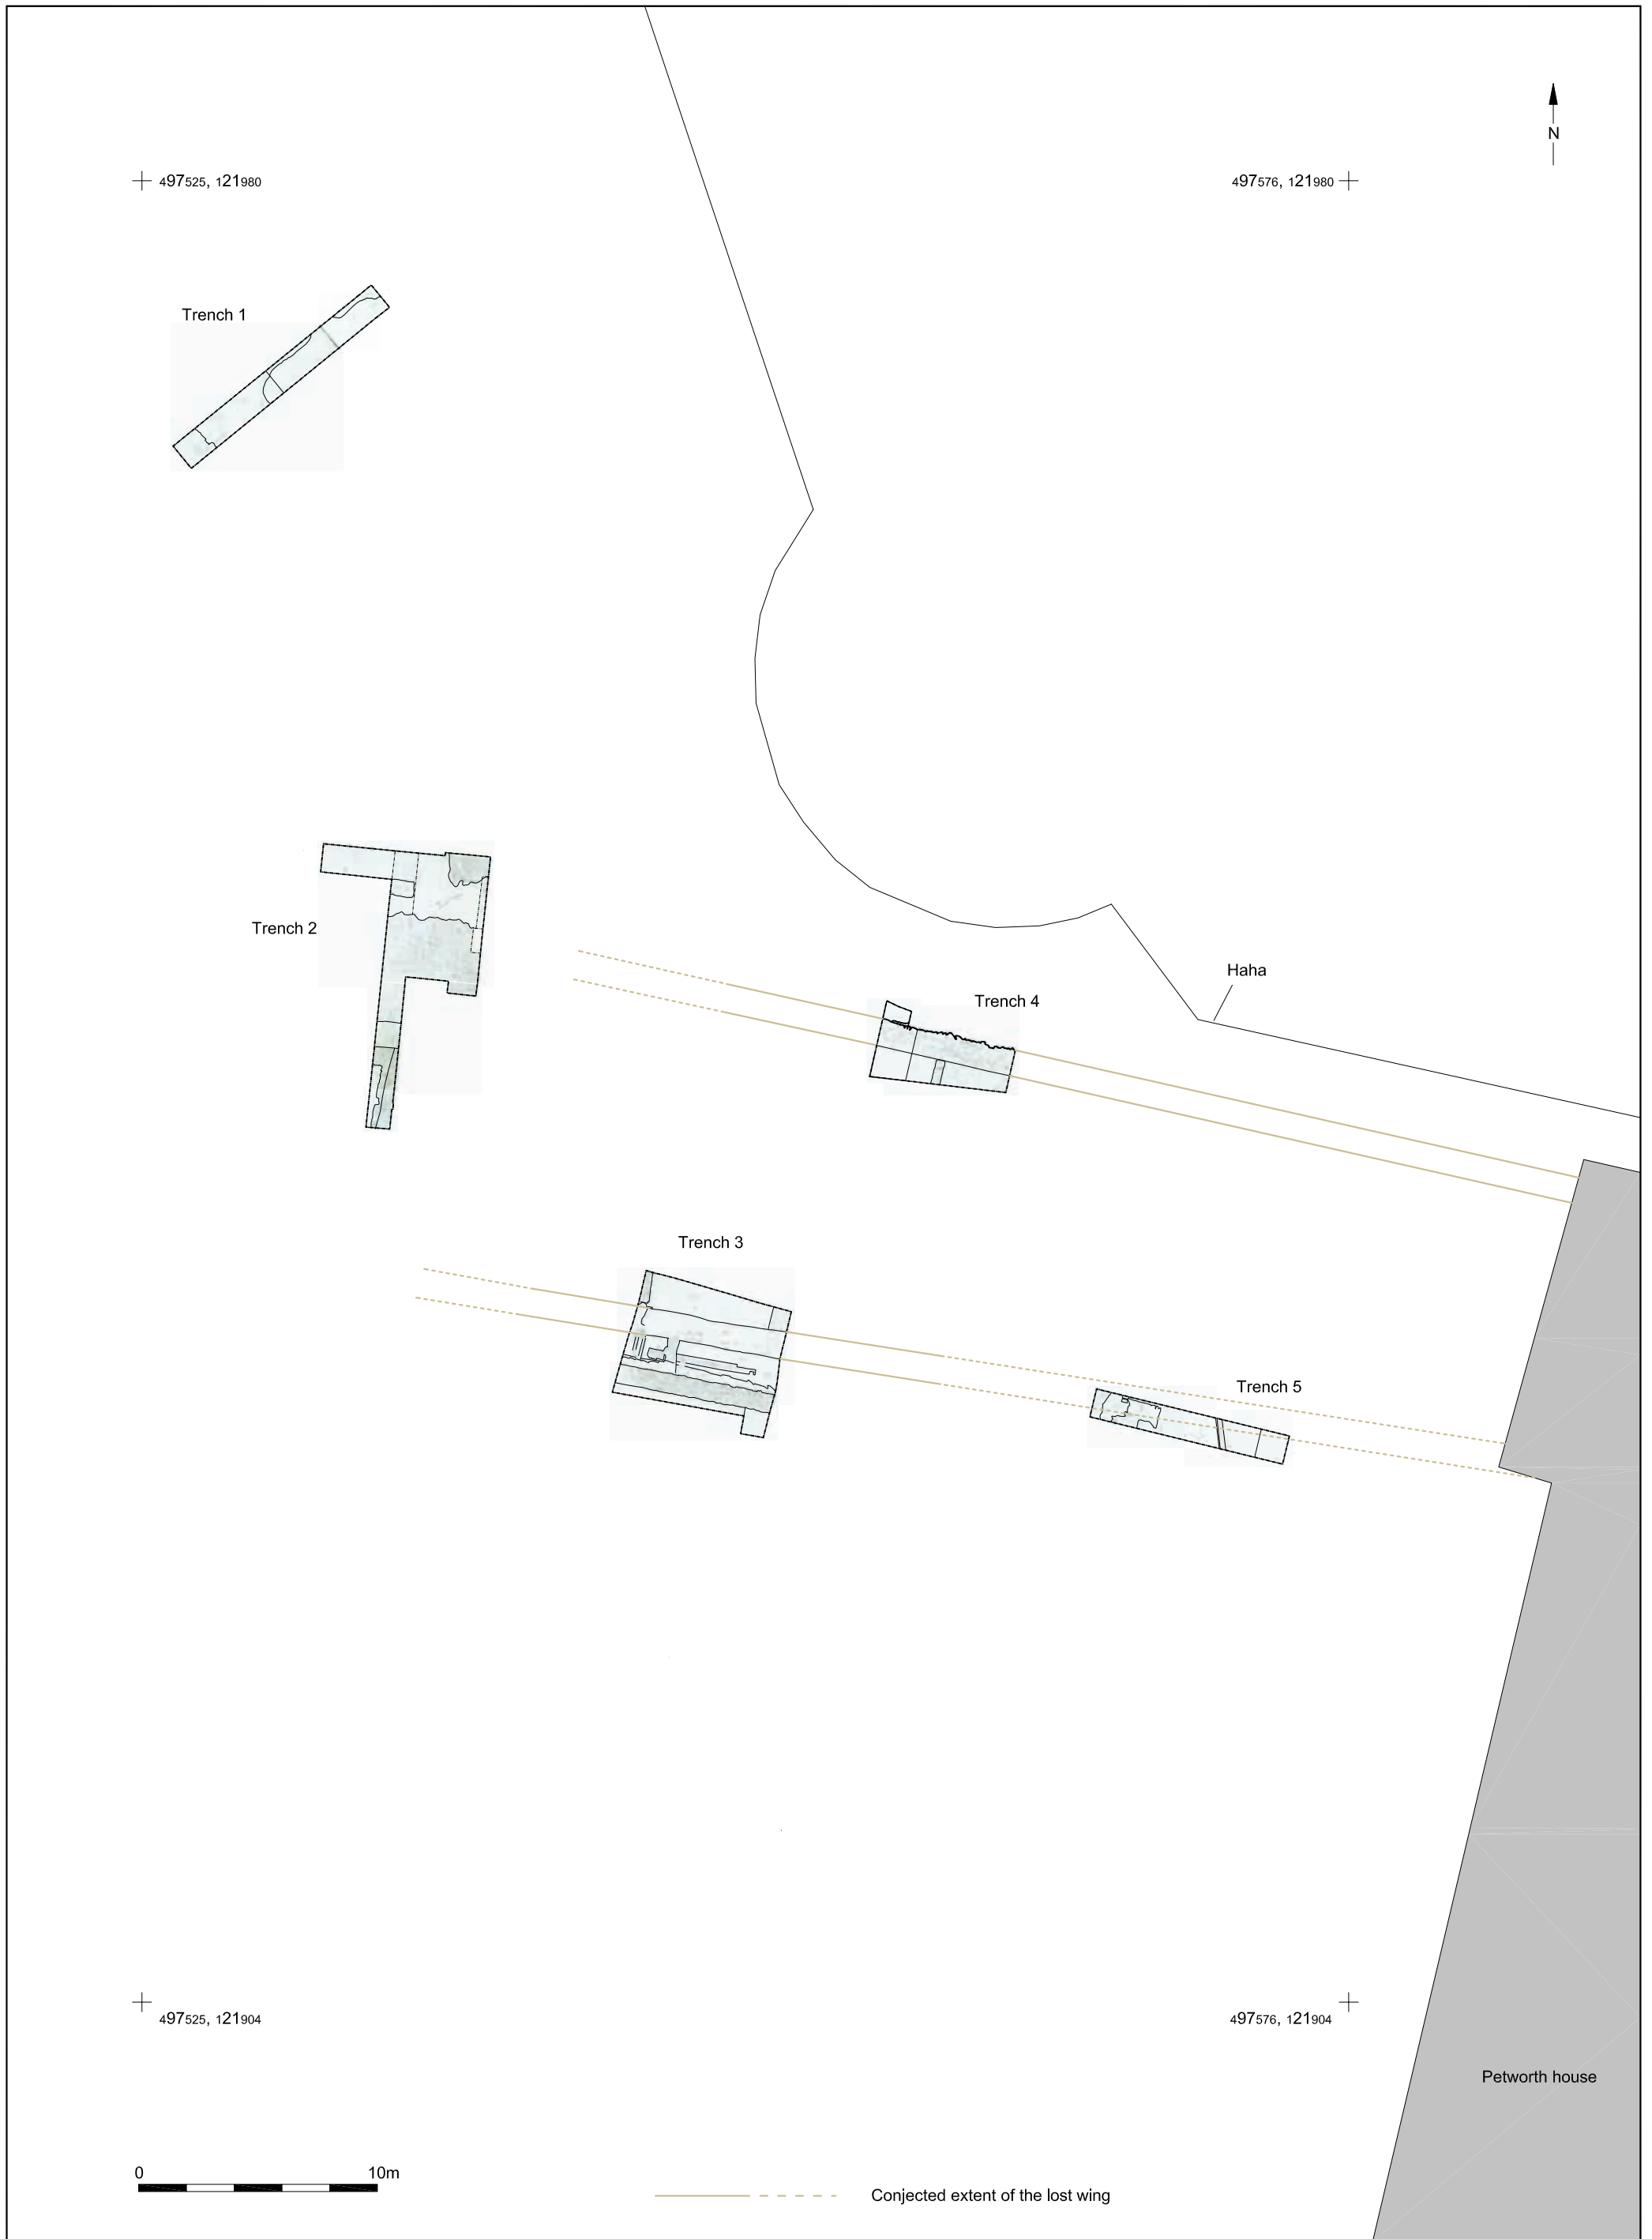 N
497525, 121980
497576, 121980
Trench 1
Trench 2
Haha
Trench 4
Trench 3
Trench 5
497525, 121904
497576, 121904
Petworth house
0 10m
Conjected extent of the lost wing